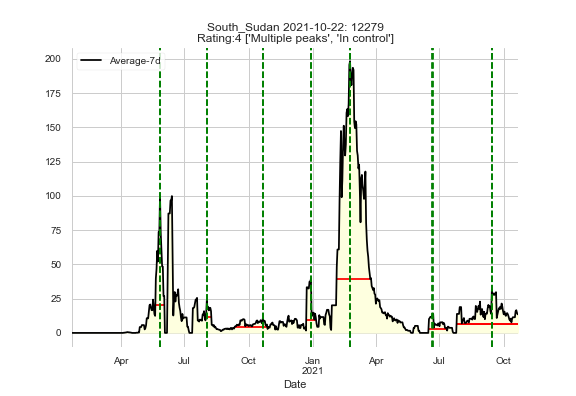 South_Sudan 2021-10-22: 12279
Rating:4 ['Multiple peaks', 'In control']
200
Average-7d
175
150
125
100
75
50
25
0
Apr Jul Oct Jan Apr Jul Oct
2021
Date